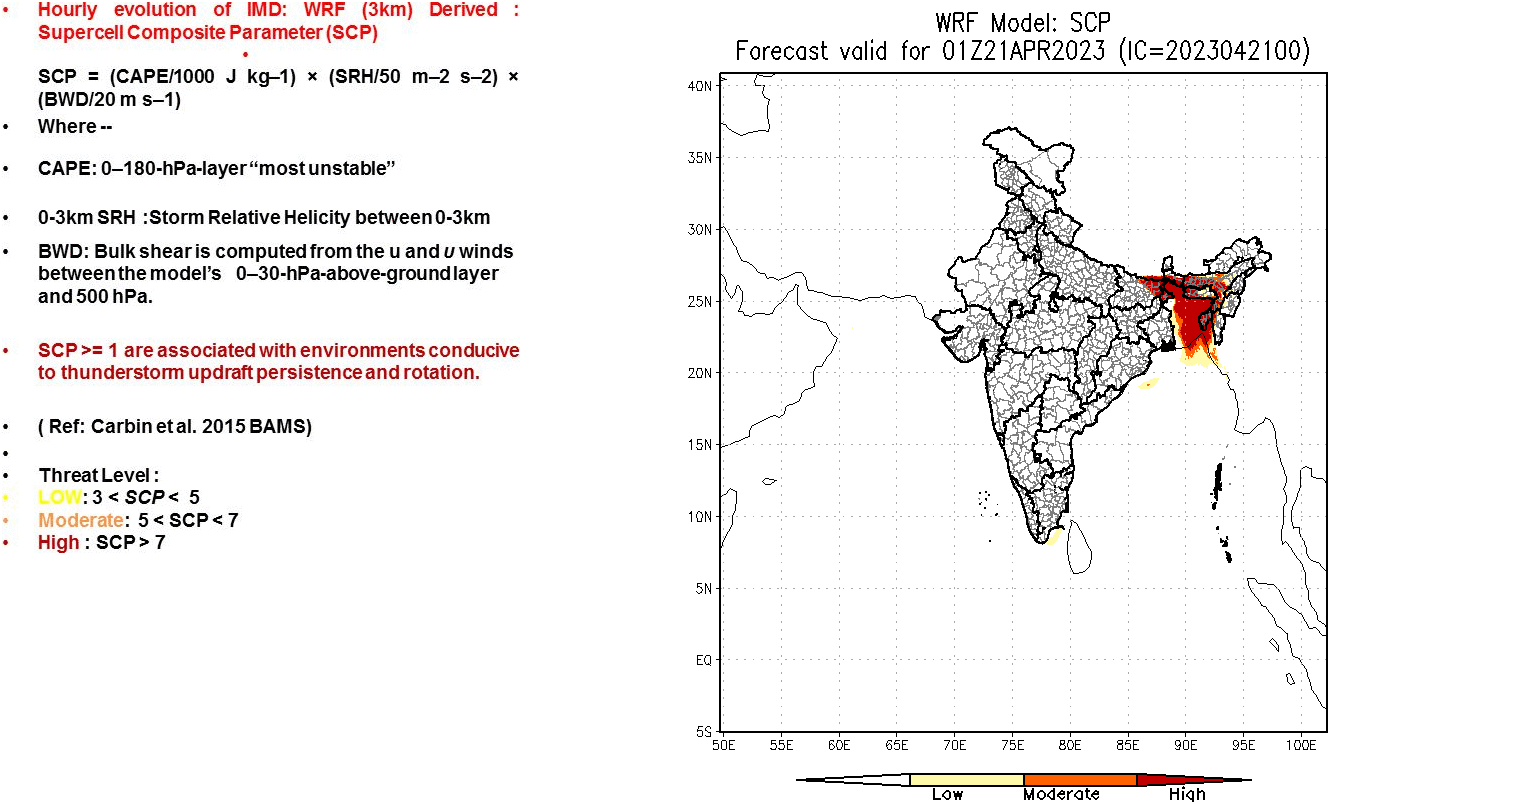 • Hourly evolution of IMD: WRF (3km) Derived :
Supercell Composite Parameter (SCP)
•
SCP = (CAPE/1000 J kg–1) × (SRH/50 m–2 s–2) ×
(BWD/20 m s–1)
• Where --
• CAPE: 0–180-hPa-layer “most unstable”
• 0-3km SRH :Storm Relative Helicity between 0-3km
• BWD: Bulk shear is computed from the u and υ winds
between the model’s 0–30-hPa-above-ground layer
and 500 hPa.
• SCP >= 1 are associated with environments conducive
to thunderstorm updraft persistence and rotation.
• ( Ref: Carbin et al. 2015 BAMS)
•
• Threat Level :
• LOW: 3 < SCP < 5
• Moderate: 5 < SCP < 7
• High : SCP > 7
WRF Model: SCP
Forecast valid for 01Z21APR2023 (IC=2023042100)
40N
35N
30N
25N
20N
15N
10N
5N
EQ
5S
50E 55E 60E 65E 70E 75E 80E 85E 90E 95E 100E
Low Moderate High